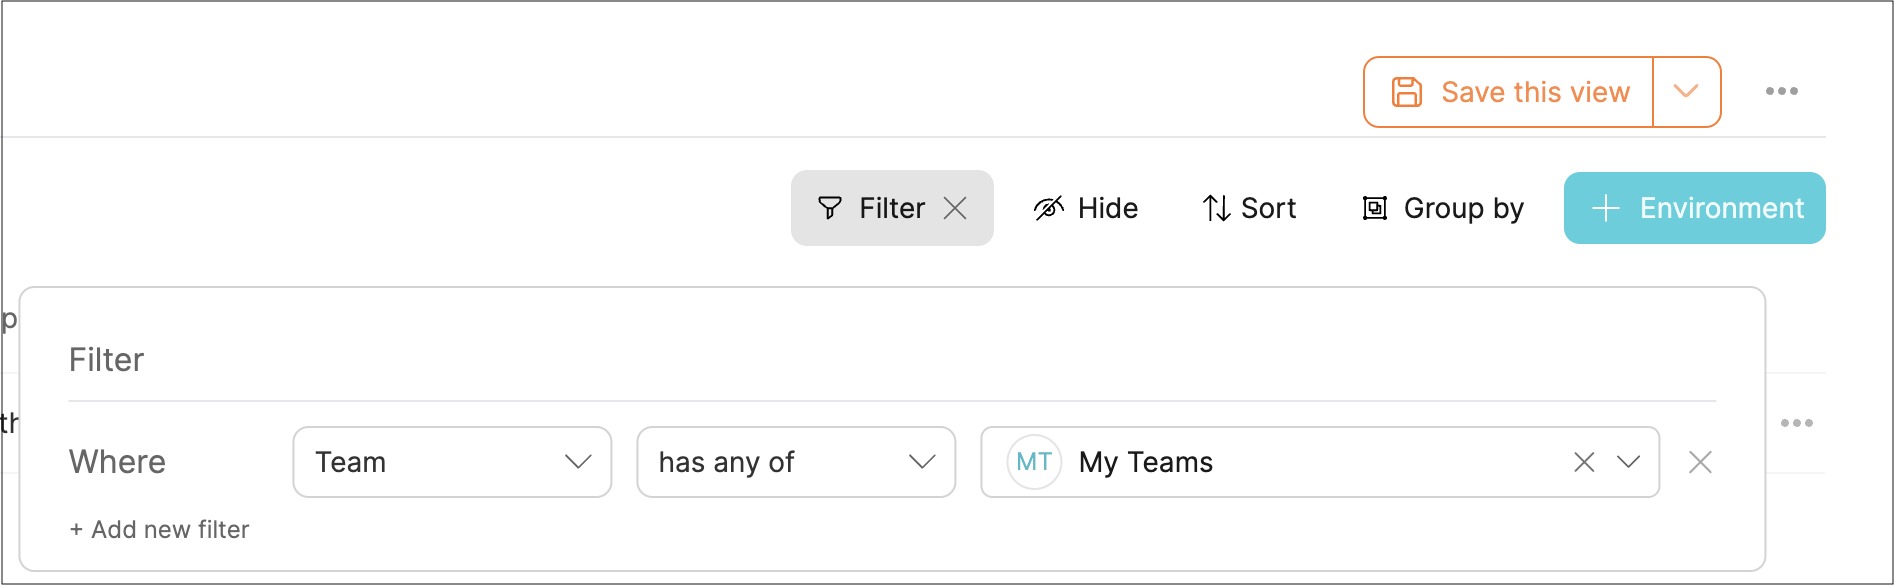 Save this view
Filter Hide Sort Group by Environment
p
Filter
th
Where Team has any of MT My Teams
+ Add new filter